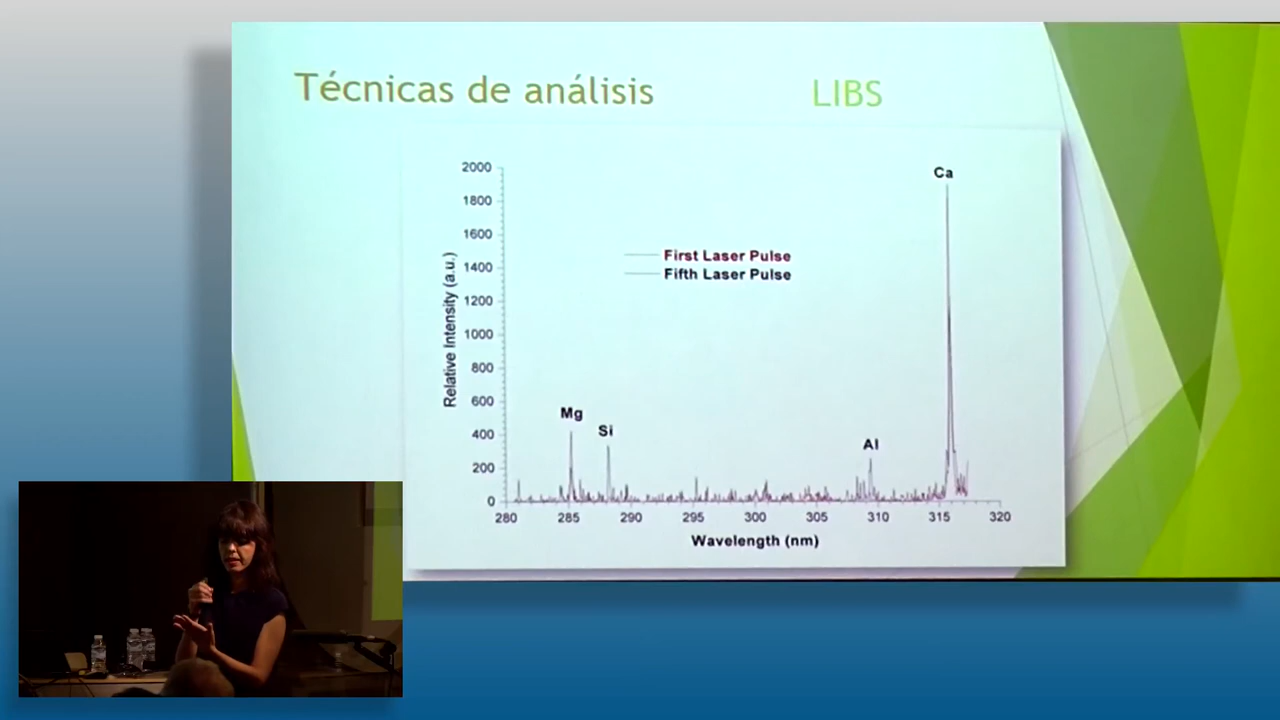 Técnicas de análisis
LIBS
2000
1800
1600
1400
1200
1000
800
600
400
200
0
Relative Intensity (a.u.)
First Laser Pulse
Fifth Laser Pulse
Mg
Si
Al
Ca
280
285
290
295
300
305
310
315
320
Wavelength (nm)